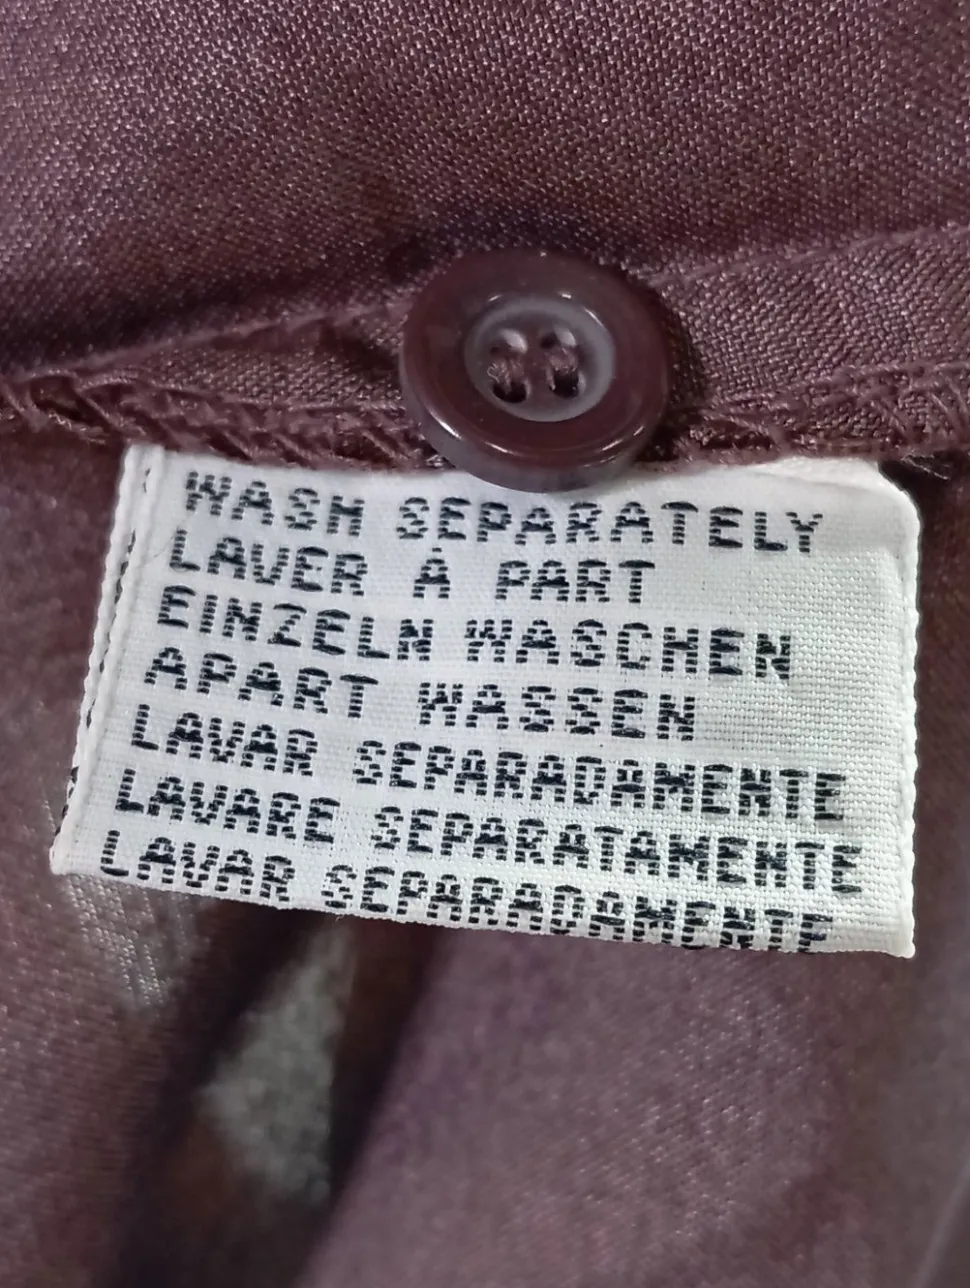 WASH SEPARATELY
LAVER À PART
EINZELN WASCHEN
APART WASSEN
LAVAR SEPARADAMENTE
LAVARE SEPARATAMENTE
LAVAR SEPARADAMENTE